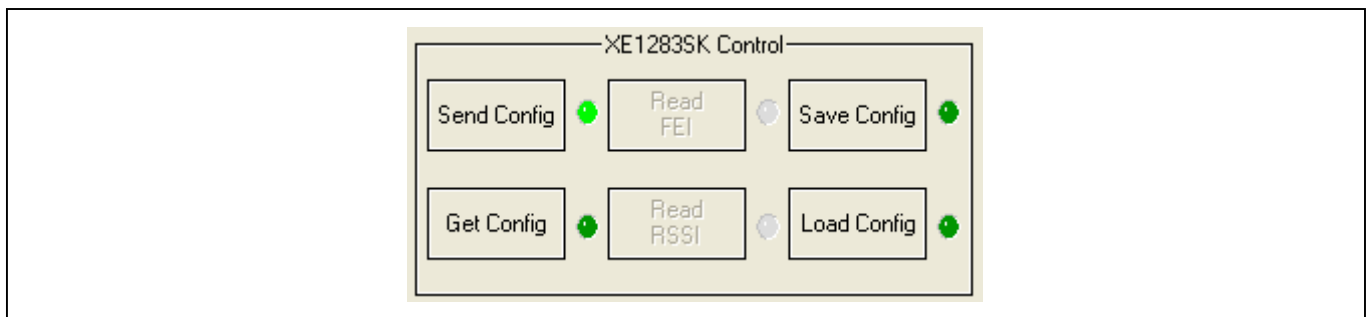 XE1283SK Control
Send Config
Read
FEI
Save Config
Get Config
Read
RSSI
Load Config